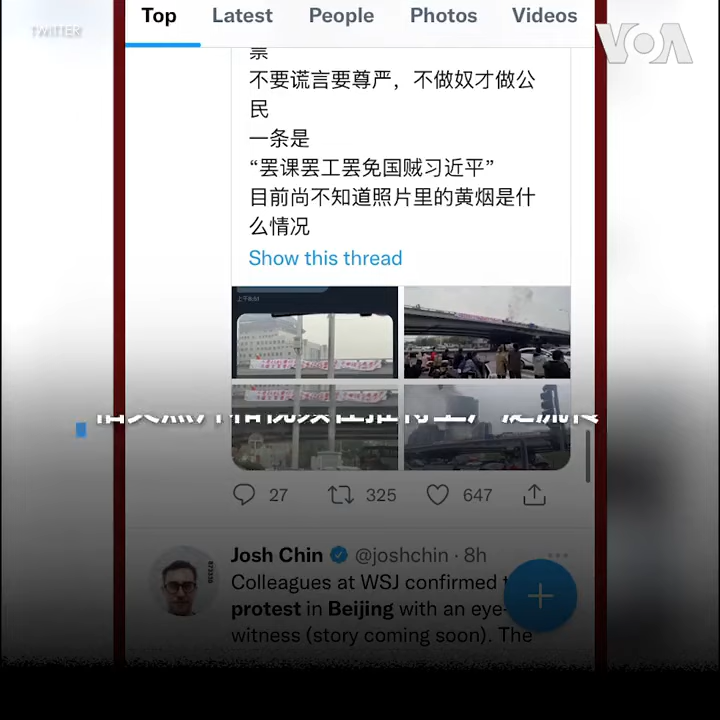 TWITTER
VOA
Top Latest People Photos Videos
票
不要谎言要尊严，不做奴才做公
民
一条是
“罢课罢工罢免国贼习近平”
目前尚不知道照片里的黄烟是什
么情况
Show this thread
27 325 647
Josh Chin @joshchin · 8h
Colleagues at WSJ confirmed
protest in Beijing with an eye-
witness (story coming soon). The